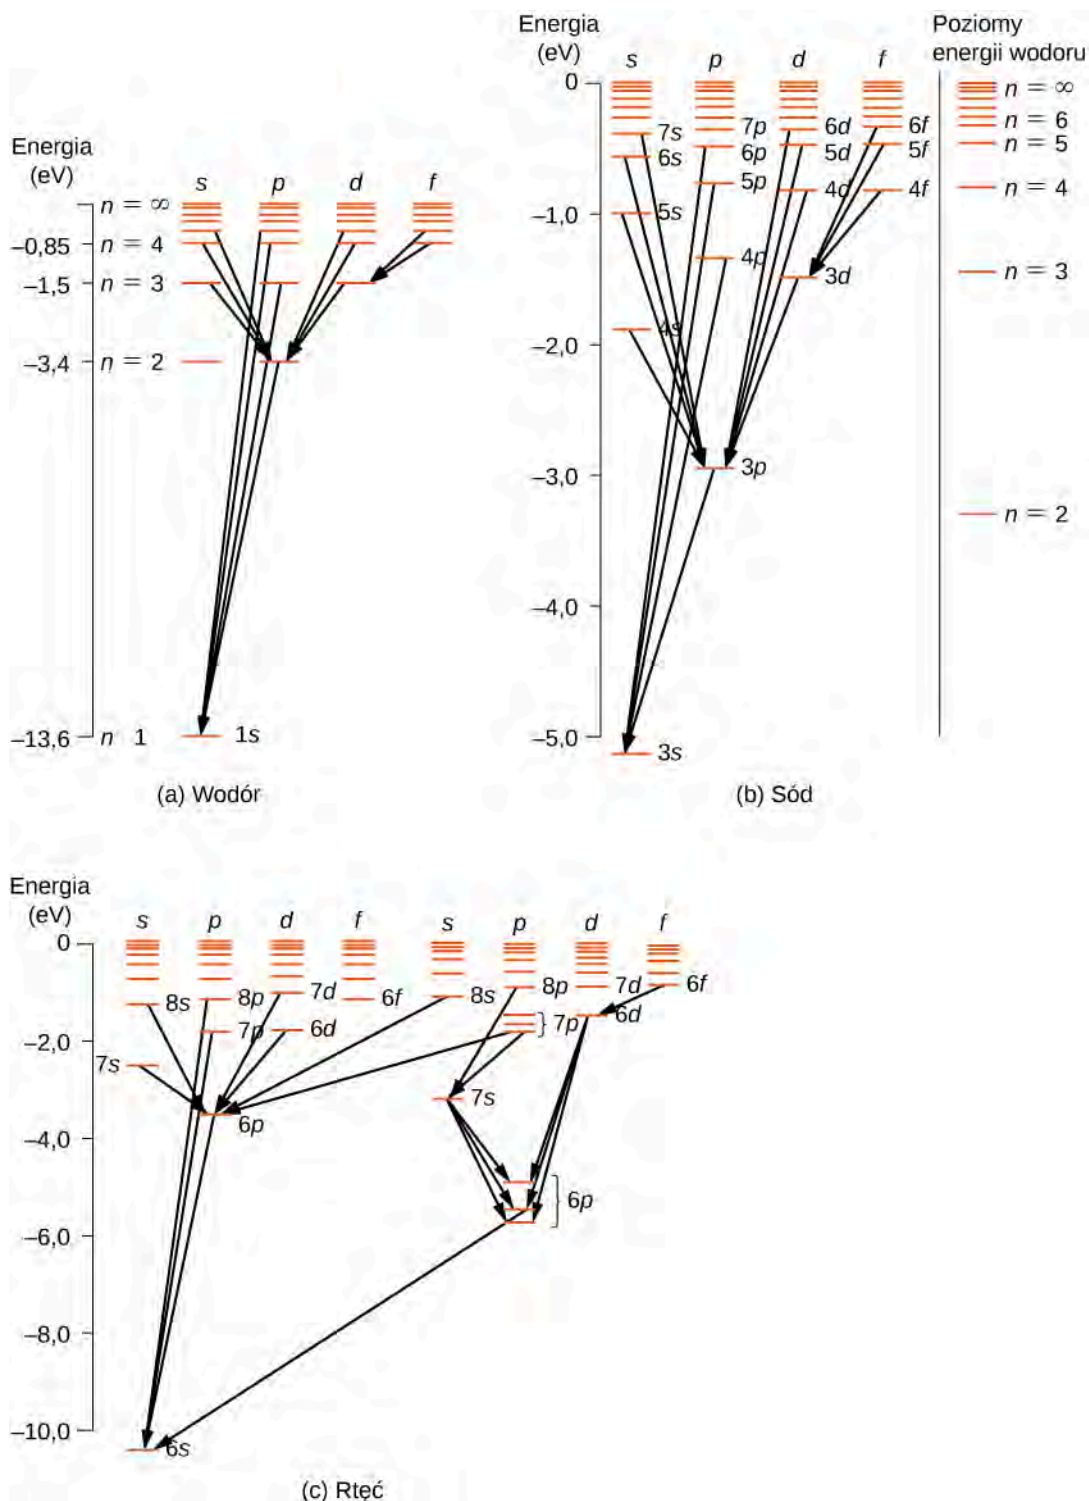 Energia
(eV)
s p d f
n = ∞
–0,85 n = 4
–1,5 n = 3
–3,4 n = 2
–13,6 n 1 1s
(a) Wodór
Energia
(eV)
s p d f
0
7s 7p 6d 6f
6s 6p 5d 5f
5p 4d 4f
–1,0 5s
4p 3d
4s
–2,0
–3,0 3p
–4,0
–5,0
3s
(b) Sód
Poziomy
energii wodoru
n = ∞
n = 6
n = 5
n = 4
n = 3
n = 2
Energia
(eV)
s p d f s p d f
0
8s 8p 7d 6f 8s 8p 7d 6f
7p 6d 7p 6d
–2,0
7s 7s
6p
–4,0
6p
–6,0
–8,0
–10,0
6s
(c) Rtęć